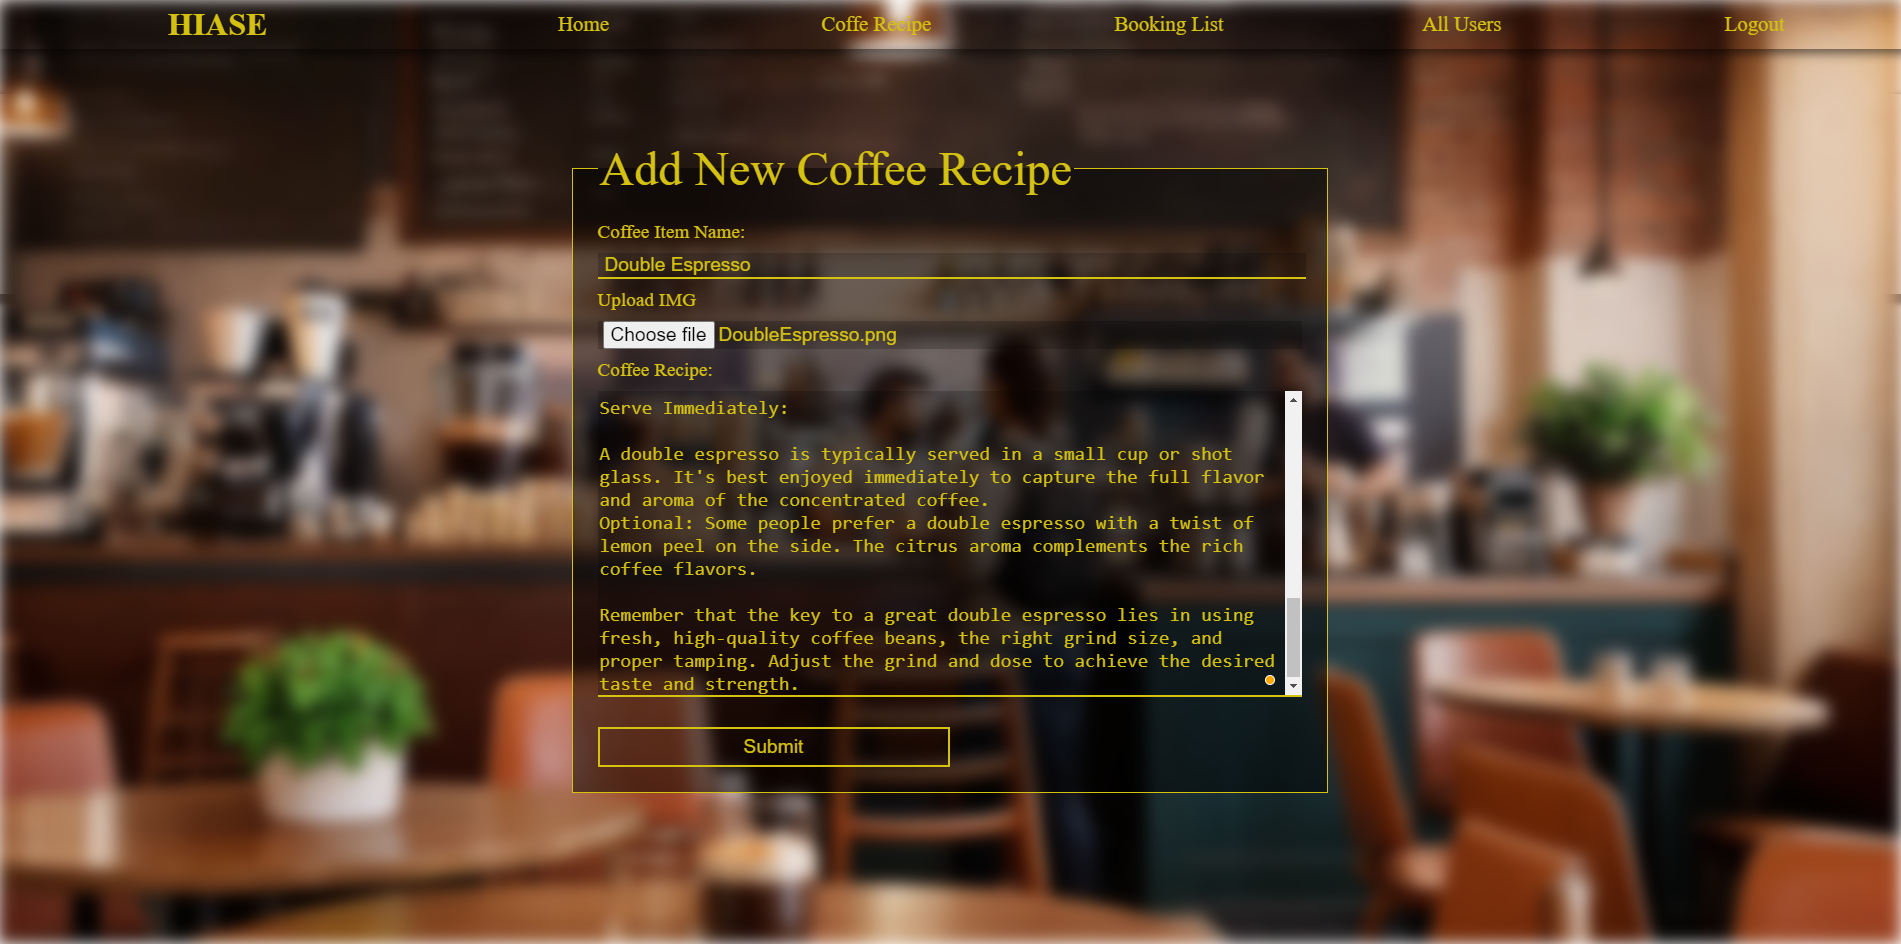 HIASE
Home
Coffe Recipe
Booking List
All Users
Logout
Add New Coffee Recipe
Coffee Item Name:
Double Espresso
Upload IMG
Choose file DoubleEspresso.png
Coffee Recipe:
Serve Immediately:
A double espresso is typically served in a small cup or shot
glass. It's best enjoyed immediately to capture the full flavor
and aroma of the concentrated coffee.
Optional: Some people prefer a double espresso with a twist of
lemon peel on the side. The citrus aroma complements the rich
coffee flavors.
Remember that the key to a great double espresso lies in using
fresh, high-quality coffee beans, the right grind size, and
proper tamping. Adjust the grind and dose to achieve the desired
taste and strength.
Submit